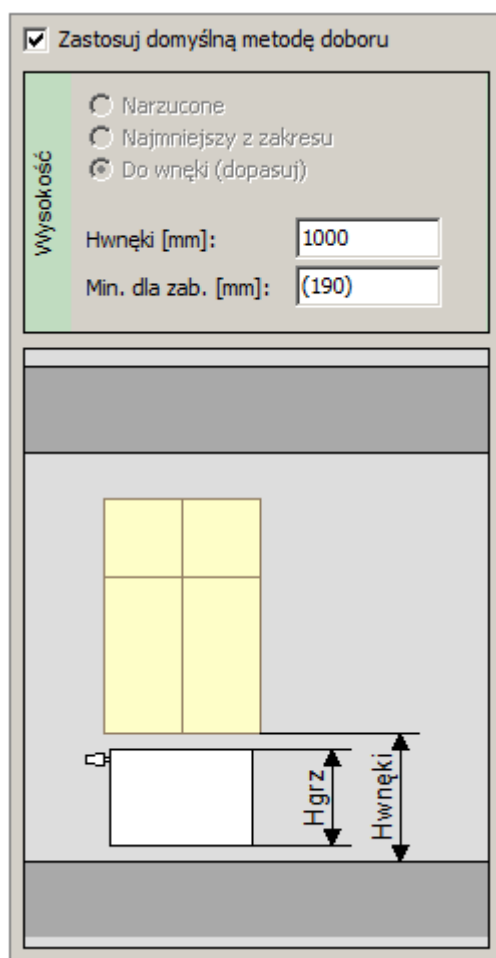 Zastosuj domyślną metodę doboru
Wysokość
Narzucone
Najmniejszy z zakresu
Do wnęki (dopasuj)
Hwnęki [mm]: 1000
Min. dla zab. [mm]: (190)
Hgrz
Hwnęki